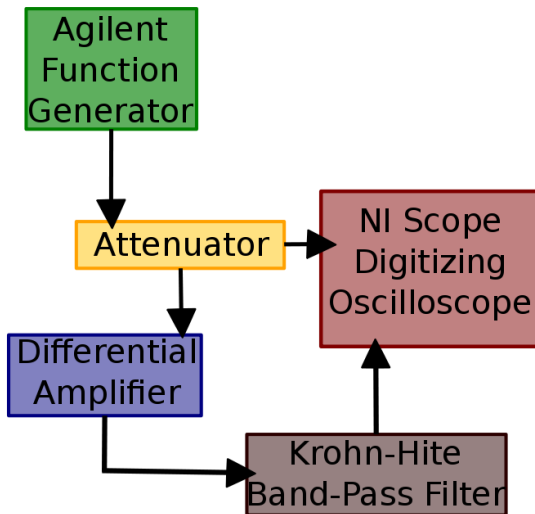 Agilent
Function
Generator
Attenuator
NI Scope
Digitizing
Oscilloscope
Differential
Amplifier
Krohn-Hite
Band-Pass Filter